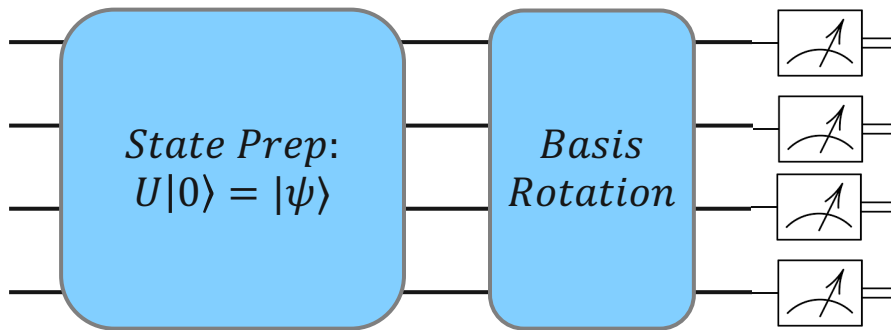 State Prep:
U|0⟩ = |ψ⟩
Basis
Rotation